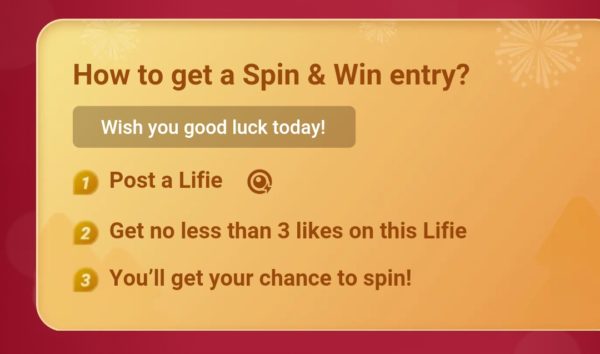 How to get a Spin & Win entry?
Wish you good luck today!
1 Post a Lifie
2 Get no less than 3 likes on this Lifie
3 You'll get your chance to spin!